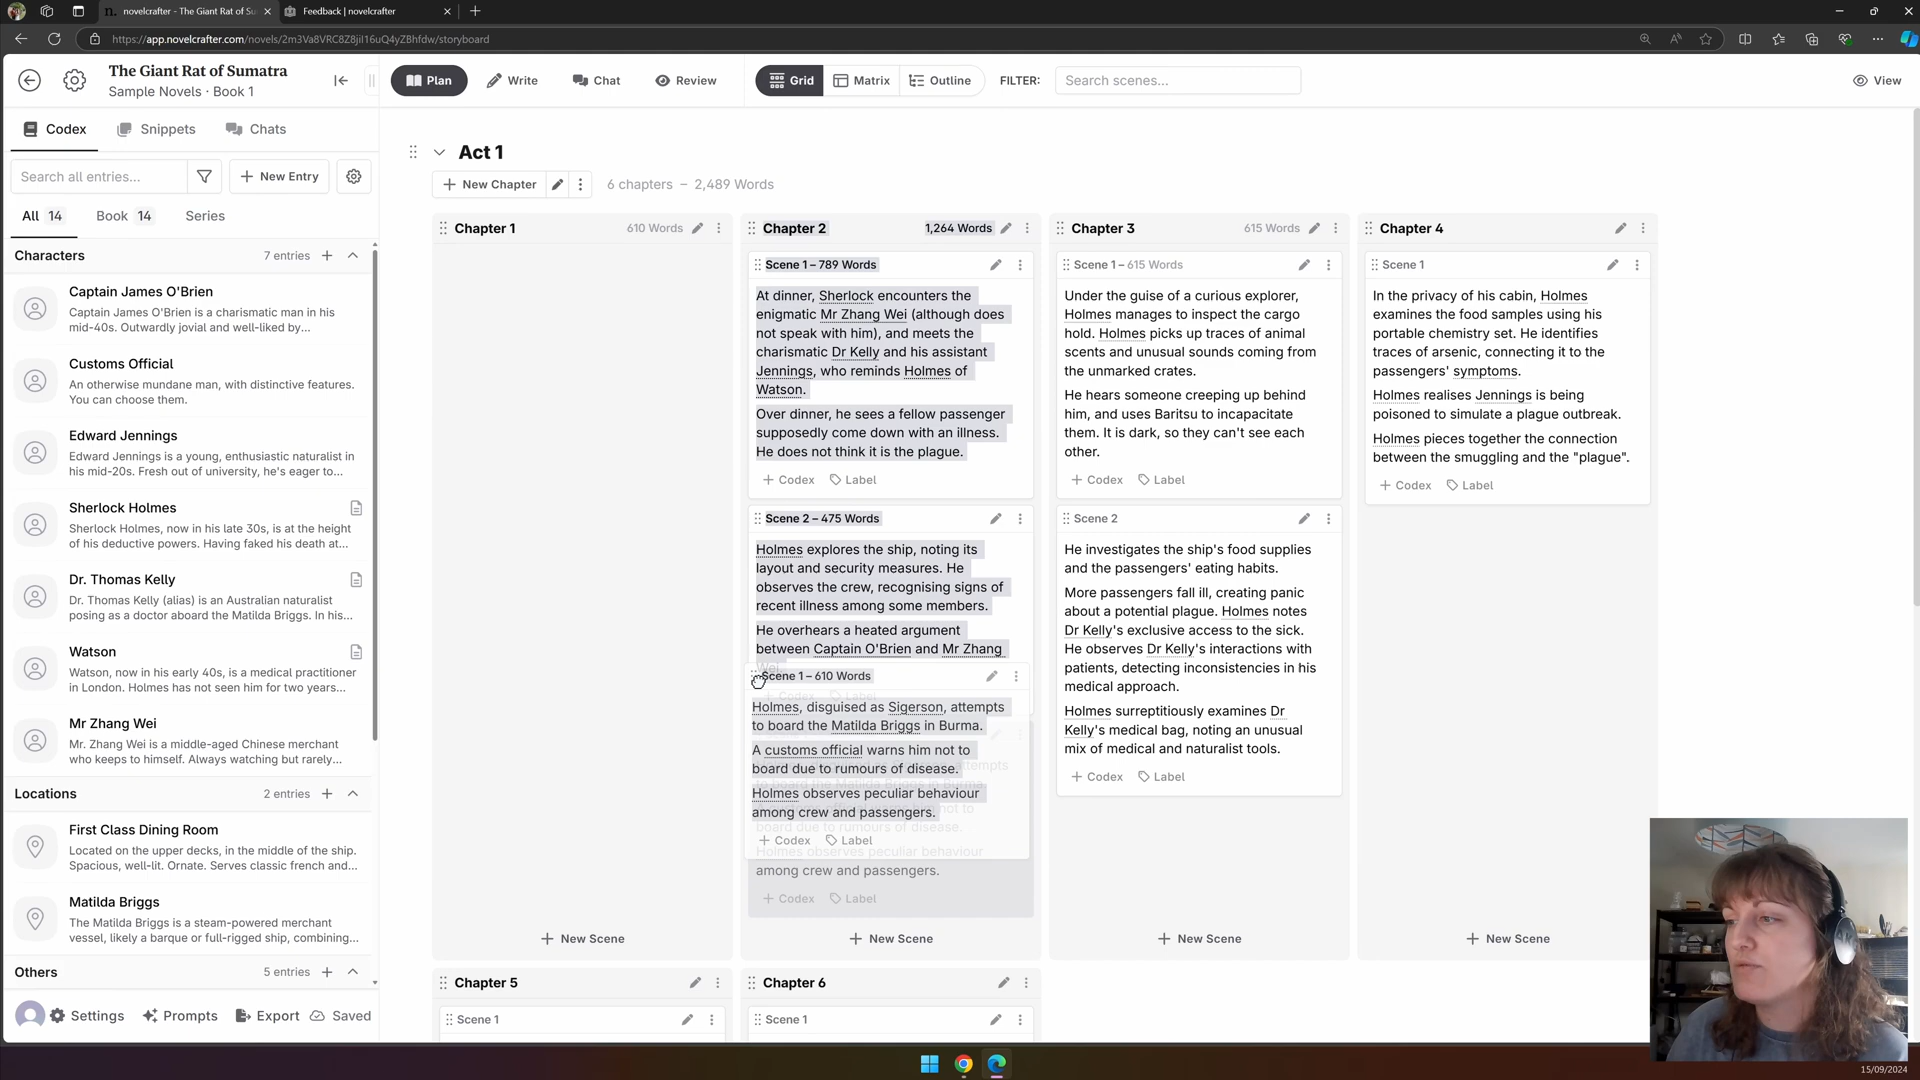 novelcrafter - The Giant Rat of Su
Feedback | novelcrafter
https://app.novelcrafter.com/novels/2m3Va8VRC8Z8jiI16uQ4yZBhfdw/storyboard
The Giant Rat of Sumatra
Sample Novels · Book 1
Plan
Write
Chat
Review
Grid
Matrix
Outline
FILTER:
Search scenes...
View
Codex
Snippets
Chats
Search all entries...
New Entry
All 14
Book 14
Series
Characters
7 entries
Captain James O'Brien
Captain James O'Brien is a charismatic man in his
mid-40s. Outwardly jovial and well-liked by...
Customs Official
An otherwise mundane man, with distinctive features.
You can choose them.
Edward Jennings
Edward Jennings is a young, enthusiastic naturalist in
his mid-20s. Fresh out of university, he's eager to...
Sherlock Holmes
Sherlock Holmes, now in his late 30s, is at the height
of his deductive powers. Having faked his death at...
Dr. Thomas Kelly
Dr. Thomas Kelly (alias) is an Australian naturalist
posing as a doctor aboard the Matilda Briggs. In his...
Watson
Watson, now in his early 40s, is a medical practitioner
in London. Holmes has not seen him for two years...
Mr Zhang Wei
Mr. Zhang Wei is a middle-aged Chinese merchant
who keeps to himself. Always watching but rarely...
Locations
2 entries
First Class Dining Room
Located on the upper decks, in the middle of the ship.
Spacious, well-lit. Ornate. Serves classic french and...
Matilda Briggs
The Matilda Briggs is a steam-powered merchant
vessel, likely a barque or full-rigged ship, combining...
Others
5 entries
Settings
Prompts
Export
Saved
Act 1
New Chapter
6 chapters – 2,489 Words
Chapter 1
610 Words
New Scene
Chapter 2
1,264 Words
Scene 1 – 789 Words
At dinner, Sherlock encounters the
enigmatic Mr Zhang Wei (although does
not speak with him), and meets the
charismatic Dr Kelly and his assistant
Jennings, who reminds Holmes of
Watson.
Over dinner, he sees a fellow passenger
supposedly come down with an illness.
He does not think it is the plague.
Codex
Label
Scene 2 – 475 Words
Holmes explores the ship, noting its
layout and security measures. He
observes the crew, recognising signs of
recent illness among some members.
He overhears a heated argument
between Captain O'Brien and Mr Zhang
Scene 1 – 610 Words
Holmes, disguised as Sigerson, attempts
to board the Matilda Briggs in Burma.
A customs official warns him not to
board due to rumours of disease.
Holmes observes peculiar behaviour
among crew and passengers.
Codex
Label
Holmes observes peculiar behaviour
among crew and passengers.
Codex
Label
New Scene
Chapter 3
615 Words
Scene 1 – 615 Words
Under the guise of a curious explorer,
Holmes manages to inspect the cargo
hold. Holmes picks up traces of animal
scents and unusual sounds coming from
the unmarked crates.
He hears someone creeping up behind
him, and uses Baritsu to incapacitate
them. It is dark, so they can't see each
other.
Codex
Label
Scene 2
He investigates the ship's food supplies
and the passengers' eating habits.
More passengers fall ill, creating panic
about a potential plague. Holmes notes
Dr Kelly's exclusive access to the sick.
He observes Dr Kelly's interactions with
patients, detecting inconsistencies in his
medical approach.
Holmes surreptitiously examines Dr
Kelly's medical bag, noting an unusual
mix of medical and naturalist tools.
Codex
Label
New Scene
Chapter 4
Scene 1
In the privacy of his cabin, Holmes
examines the food samples using his
portable chemistry set. He identifies
traces of arsenic, connecting it to the
passengers' symptoms.
Holmes realises Jennings is being
poisoned to simulate a plague outbreak.
Holmes pieces together the connection
between the smuggling and the "plague".
Codex
Label
New Scene
Chapter 5
Scene 1
Chapter 6
Scene 1
15/09/2024